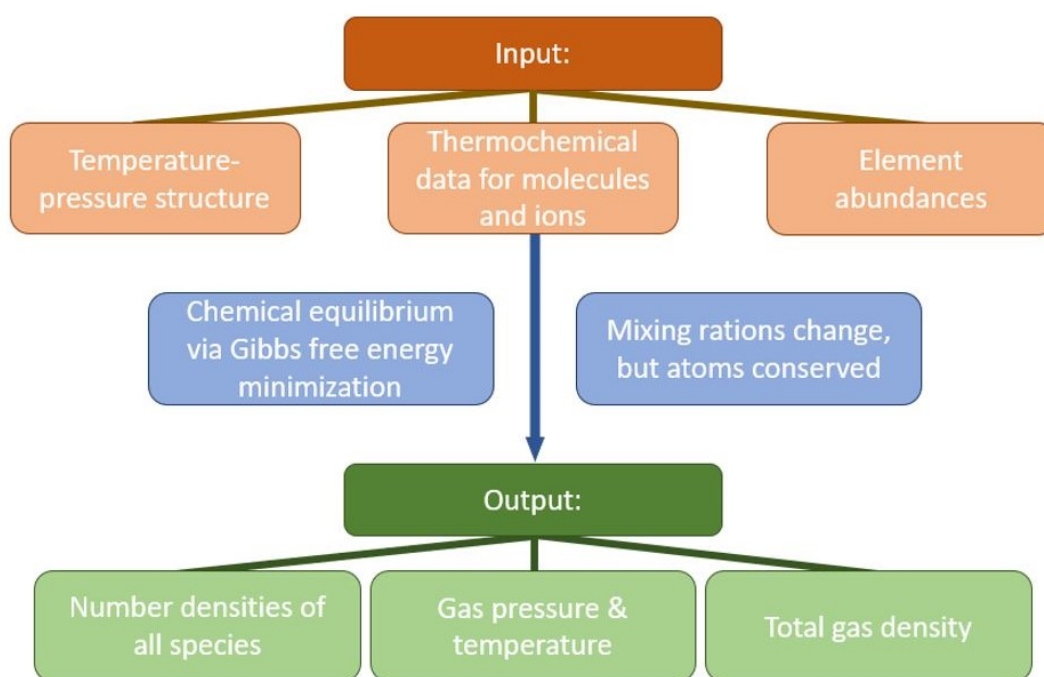 Input:
Temperature-
pressure structure
Thermochemical
data for molecules
and ions
Element
abundances
Chemical equilibrium
via Gibbs free energy
minimization
Mixing rations change,
but atoms conserved
Output:
Number densities of
all species
Gas pressure &
temperature
Total gas density